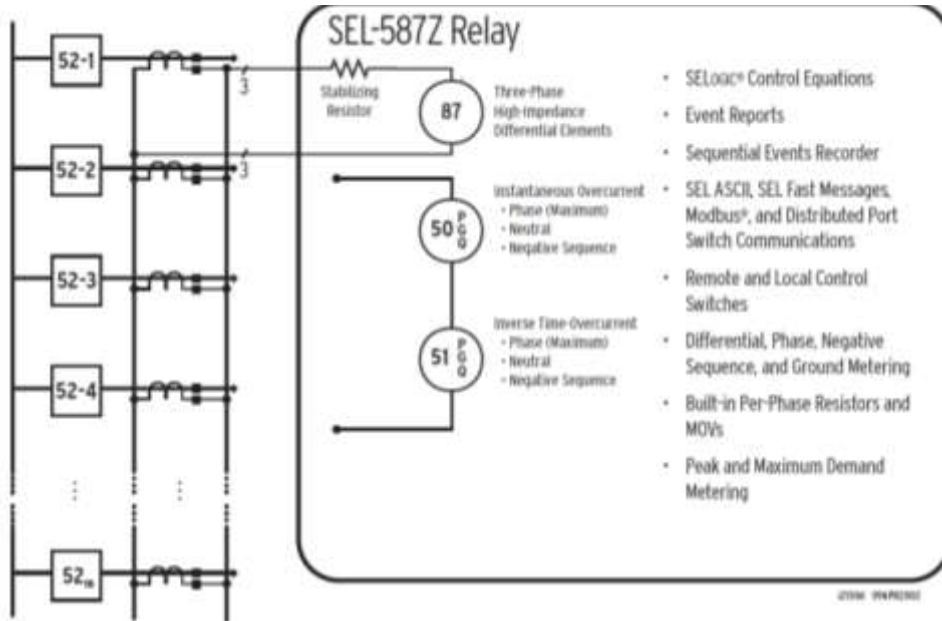 SEL-587Z Relay
52-1
52-2
52-3
52-4
52
3
3
Stabilizing
Resistor
87
Three-Phase
High-Impedance
Differential Elements
50
P
G
Q
Instantaneous Overcurrent
• Phase (Maximum)
• Neutral
• Negative Sequence
51
P
G
Q
Inverse Time-Overcurrent
• Phase (Maximum)
• Neutral
• Negative Sequence
• SELOGIC® Control Equations
• Event Reports
• Sequential Events Recorder
• SEL ASCII, SEL Fast Messages,
Modbus®, and Distributed Port
Switch Communications
• Remote and Local Control
Switches
• Differential, Phase, Negative
Sequence, and Ground Metering
• Built-in Per-Phase Resistors and
MOVs
• Peak and Maximum Demand
Metering